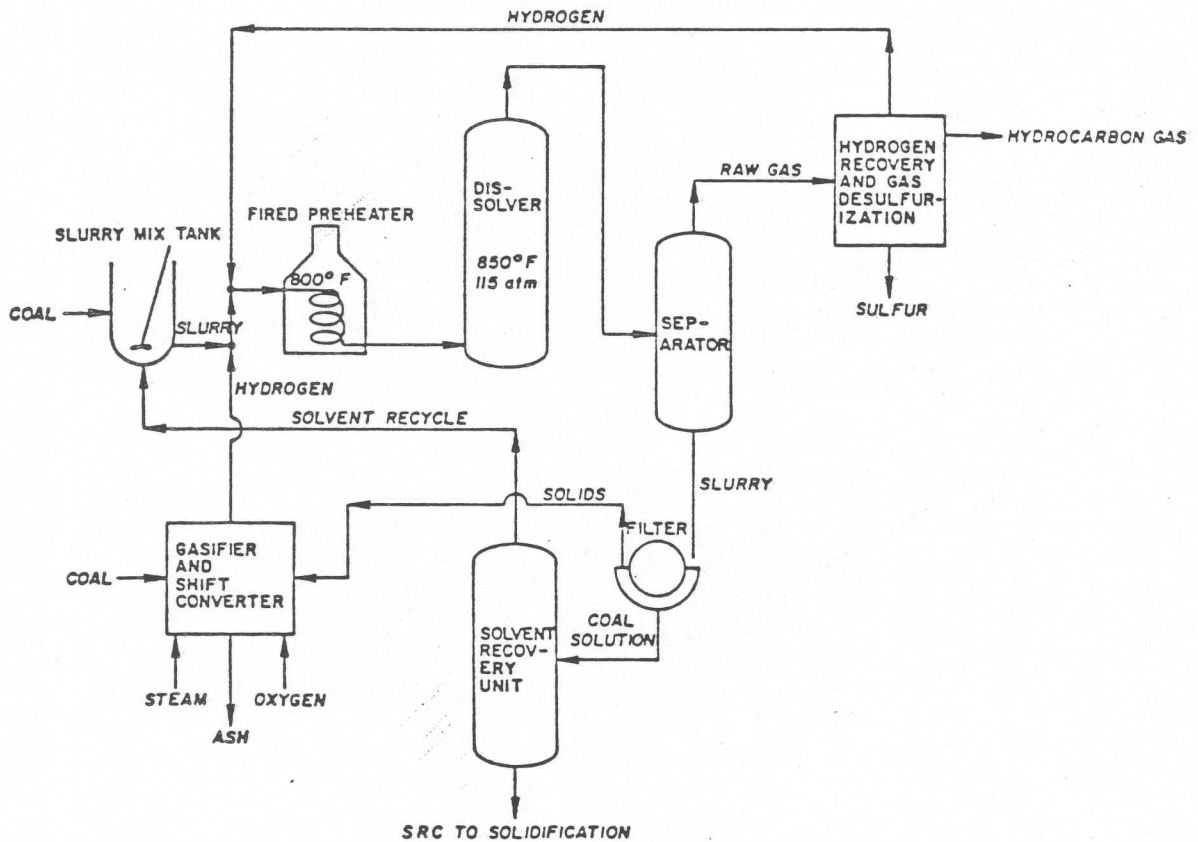 HYDROGEN
HYDROCARBON GAS
HYDROGEN
RECOVERY
AND GAS
DESULFUR-
IZATION
RAW GAS
DIS-
SOLVER
850°F
115 atm
FIRED PREHEATER
SLURRY MIX TANK
800°F
SULFUR
COAL
SLURRY
SEP-
ARATOR
HYDROGEN
SOLVENT RECYCLE
SLURRY
SOLIDS
FILTER
GASIFIER
AND
SHIFT
CONVERTER
COAL
COAL
SOLUTION
SOLVENT
RECOV-
ERY
UNIT
STEAM
OXYGEN
ASH
SRC TO SOLIDIFICATION